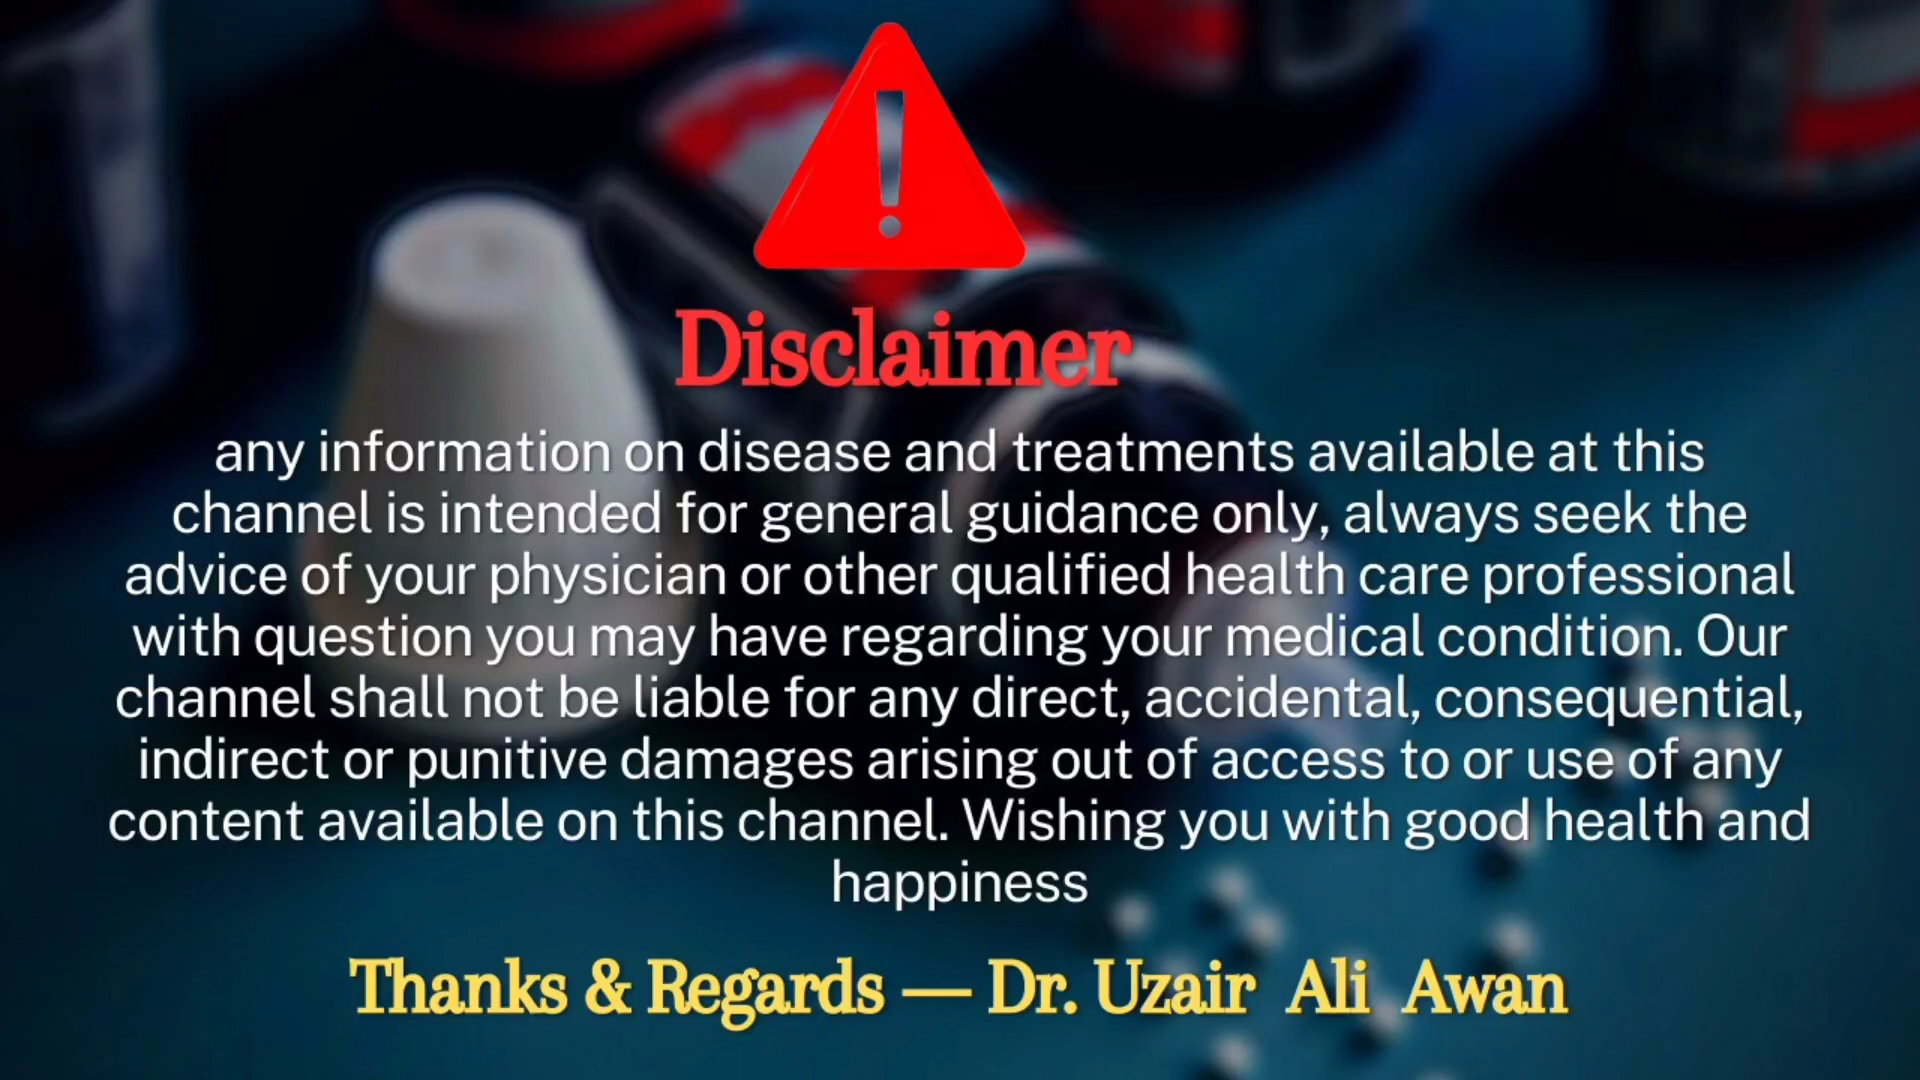 Disclaimer
any information on disease and treatments available at this
channel is intended for general guidance only, always seek the
advice of your physician or other qualified health care professional
with question you may have regarding your medical condition. Our
channel shall not be liable for any direct, accidental, consequential,
indirect or punitive damages arising out of access to or use of any
content available on this channel. Wishing you with good health and
happiness
Thanks & Regards — Dr. Uzair Ali Awan